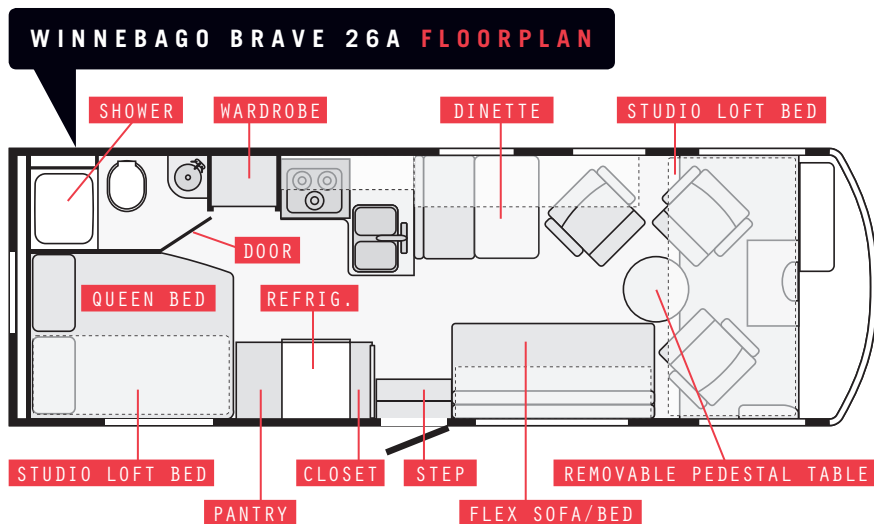 WINNEBAGO BRAVE 26A FLOORPLAN
SHOWER
WARDROBE
DINETTE
STUDIO LOFT BED
DOOR
QUEEN BED
REFRIG.
STUDIO LOFT BED
CLOSET
STEP
REMOVABLE PEDESTAL TABLE
PANTRY
FLEX SOFA/BED